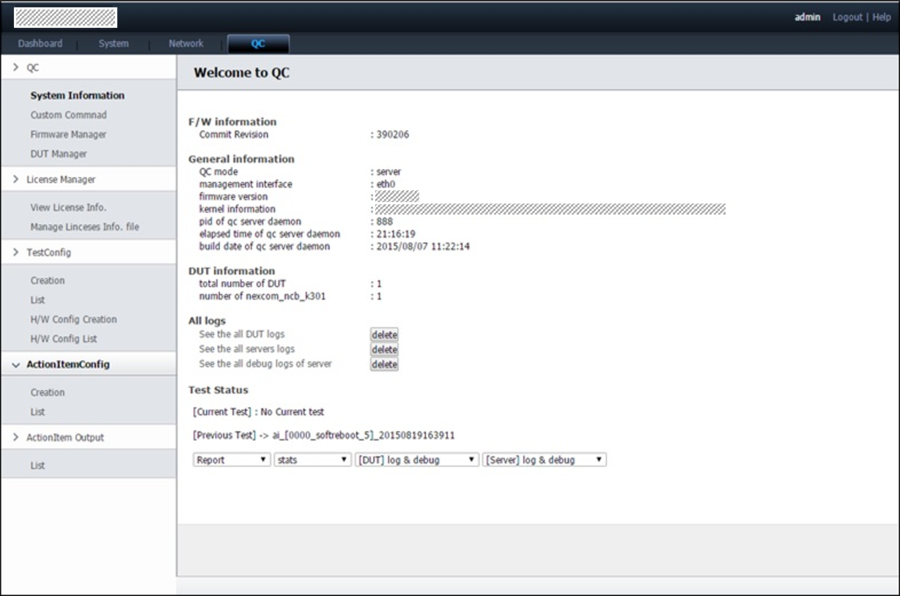 admin Logout | Help
Dashboard System Network QC
QC
System Information
Custom Commnad
Firmware Manager
DUT Manager
License Manager
View License Info.
Manage Linceses Info. file
TestConfig
Creation
List
H/W Config Creation
H/W Config List
ActionItemConfig
Creation
List
ActionItem Output
List
Welcome to QC
F/W information
Commit Revision : 390206
General information
QC mode : server
management interface : eth0
firmware version :
kernel information :
pid of qc server daemon : 888
elapsed time of qc server daemon : 21:16:19
build date of qc server daemon : 2015/08/07 11:22:14
DUT information
total number of DUT : 1
number of nexcom_ncb_k301 : 1
All logs
See the all DUT logs delete
See the all servers logs delete
See the all debug logs of server delete
Test Status
[Current Test] : No Current test
[Previous Test] -> ai_[0000_softreboot_5]_20150819163911
Report stats [DUT] log & debug [Server] log & debug